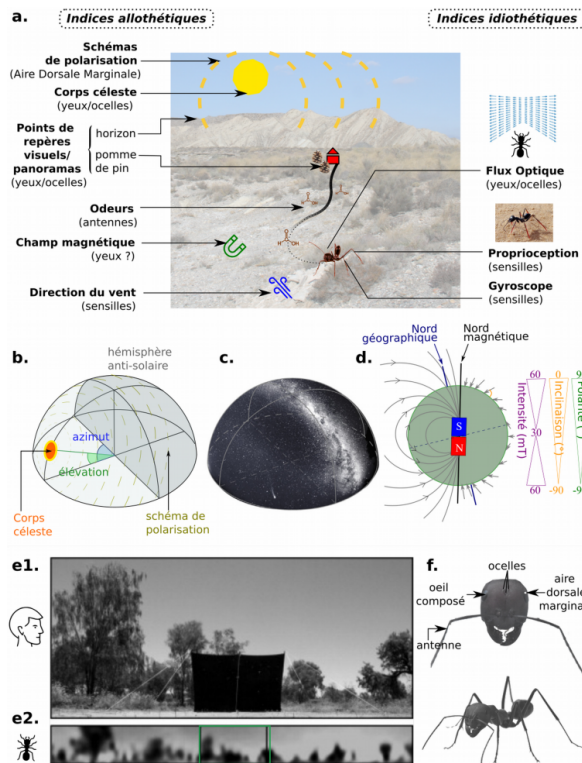 a.
Indices allothétiques
Indices idiothétiques
Schémas
de polarisation
(Aire Dorsale Marginale)
Corps céleste
(yeux/ocelles)
Points de
repères
visuels/
panoramas
(yeux/ocelles)
horizon
pomme
de pin
Odeurs
(antennes)
Champ magnétique
(yeux ?)
Direction du vent
(sensilles)
Flux Optique
(yeux/ocelles)
Proprioception
(sensilles)
Gyroscope
(sensilles)
b.
hémisphère
anti-solaire
azimut
élévation
Corps
céleste
schéma de
polarisation
c.
d.
Nord
géographique
Nord
magnétique
S
N
60
30
60
Intensité (mT)
0
-90
Inclinaison (°)
9
-9
Polarité (
e1.
e2.
f.
ocelles
oeil
composé
aire
dorsale
margina
antenne